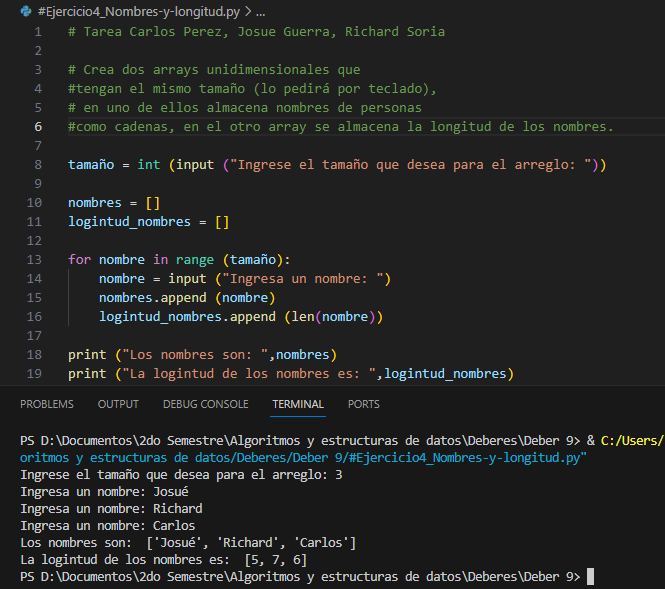 #Ejercicio4_Nombres-y-longitud.py > ...
1 # Tarea Carlos Perez, Josue Guerra, Richard Soria
2
3 # Crea dos arrays unidimensionales que
4 #tengan el mismo tamaño (lo pedirá por teclado),
5 # en uno de ellos almacena nombres de personas
6 #como cadenas, en el otro array se almacena la longitud de los nombres.
7
8 tamaño = int (input ("Ingrese el tamaño que desea para el arreglo: "))
9
10 nombres = []
11 logintud_nombres = []
12
13 for nombre in range (tamaño):
14     nombre = input ("Ingresa un nombre: ")
15     nombres.append (nombre)
16     logintud_nombres.append (len(nombre))
17
18 print ("Los nombres son: ",nombres)
19 print ("La logintud de los nombres es: ",logintud_nombres)
PROBLEMS OUTPUT DEBUG CONSOLE TERMINAL PORTS
PS D:\Documentos\2do Semestre\Algoritmos y estructuras de datos\Deberes\Deber 9> & C:/Users/
oritmos y estructuras de datos/Deberes/Deber 9/#Ejercicio4_Nombres-y-longitud.py"
Ingrese el tamaño que desea para el arreglo: 3
Ingresa un nombre: Josué
Ingresa un nombre: Richard
Ingresa un nombre: Carlos
Los nombres son:  ['Josué', 'Richard', 'Carlos']
La logintud de los nombres es:  [5, 7, 6]
PS D:\Documentos\2do Semestre\Algoritmos y estructuras de datos\Deberes\Deber 9>